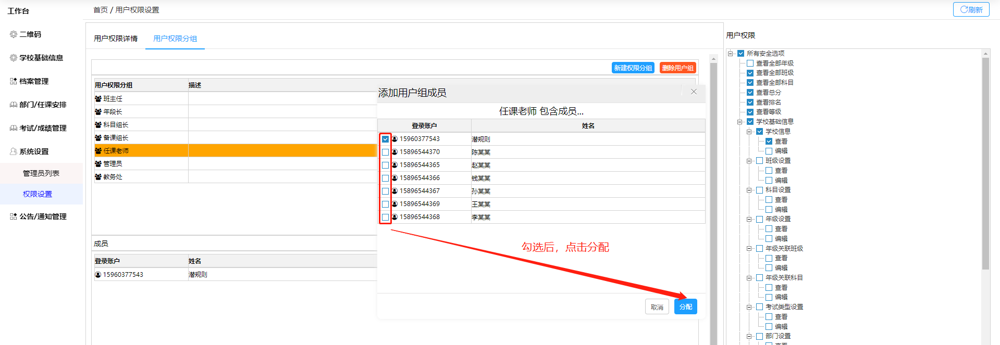 工作台
首页 / 用户权限设置
刷新
二维码
学校基础信息
档案管理
部门/任课安排
考试/成绩管理
系统设置
管理员列表
权限设置
公告/通知管理
用户权限详情
用户权限分组
新建权限分组
删除用户组
用户权限分组
描述
班主任
年段长
科目组长
备课组长
任课老师
管理员
教务处
成员
登录账户
姓名
15960377543
潜规则
添加用户组成员
任课老师 包含成员...
登录账户
姓名
15960377543
潜规则
15896544370
陈某某
15896544365
赵某某
15896544366
钱某某
15896544367
孙某某
15896544369
王某某
15896544368
李某某
勾选后，点击分配
取消
分配
用户权限
所有安全选项
查看全部年级
查看全部班级
查看全部科目
查看总分
查看排名
查看等级
学校基础信息
学校信息
查看
编辑
班级设置
查看
编辑
科目设置
查看
编辑
年级设置
查看
编辑
年级关联班级
查看
编辑
年级关联科目
查看
编辑
考试类型设置
查看
编辑
部门设置